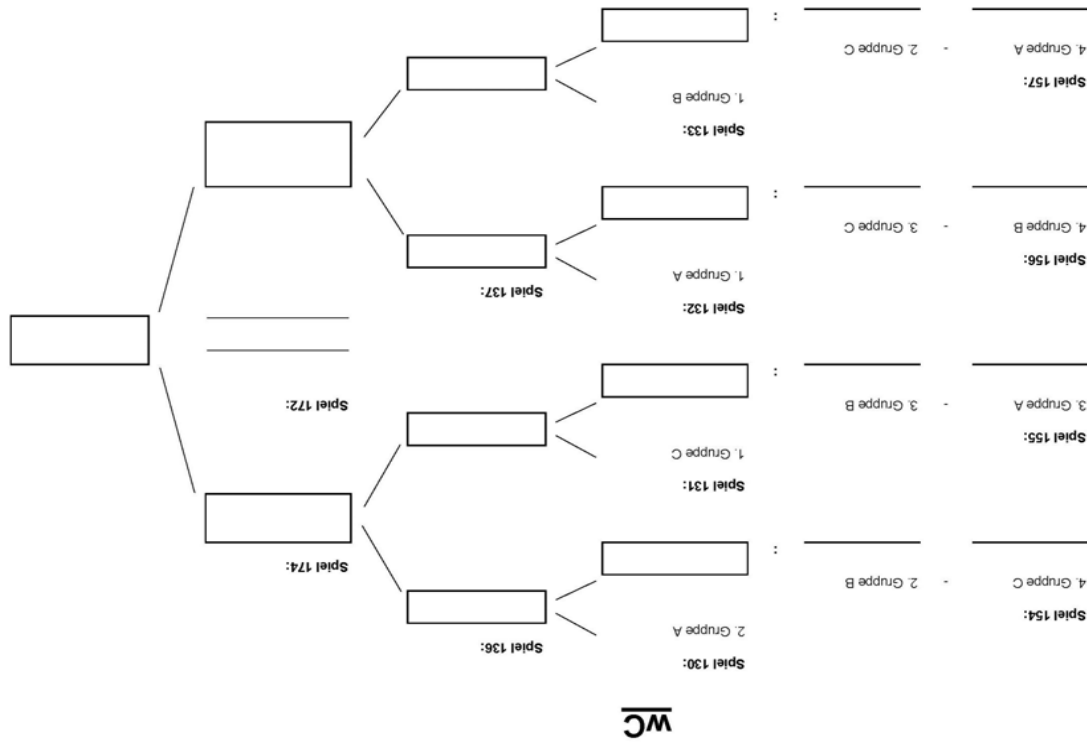 WC
Spiel 154:
4. Gruppe C - 2. Gruppe B
:
Spiel 130:
2. Gruppe A
Spiel 136:
Spiel 174:
Spiel 155:
3. Gruppe A - 3. Gruppe B
:
Spiel 131:
1. Gruppe C
Spiel 172:
Spiel 156:
4. Gruppe B - 3. Gruppe C
:
Spiel 132:
1. Gruppe A
Spiel 137:
Spiel 157:
4. Gruppe A - 2. Gruppe C
:
Spiel 133:
1. Gruppe B